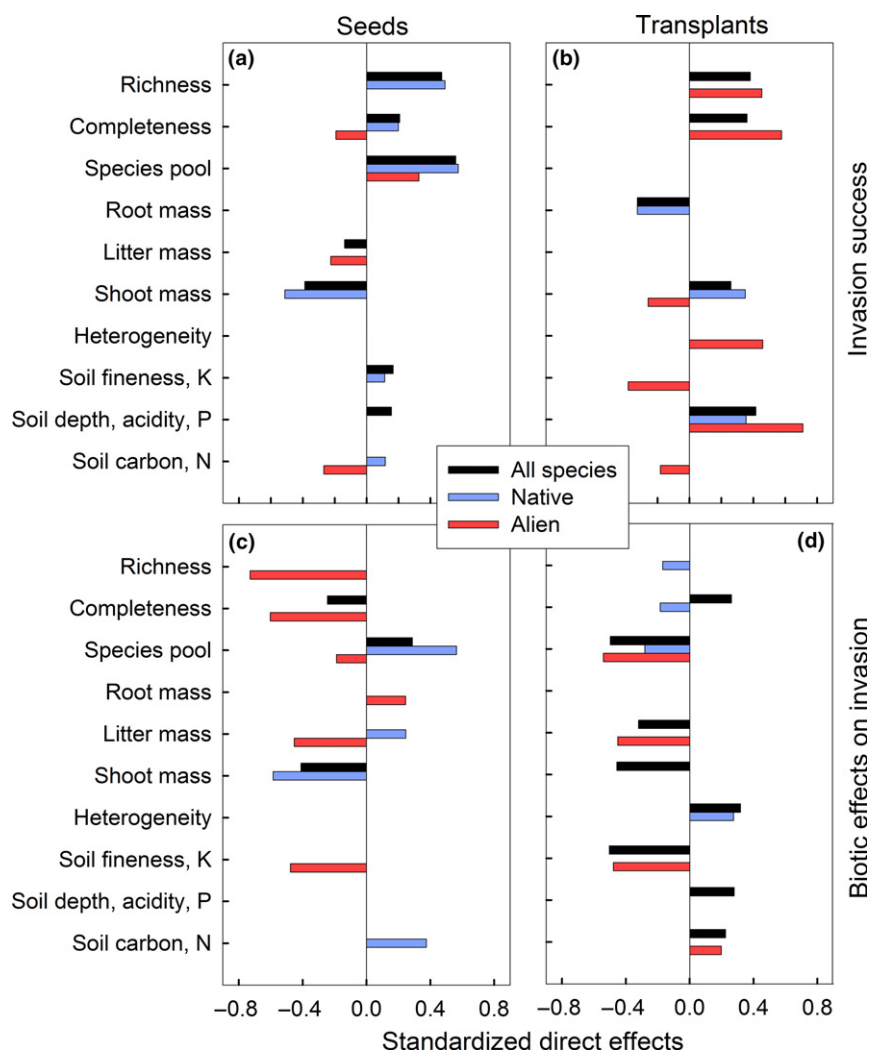 Seeds
Transplants
(a)
(b)
Richness
Completeness
Species pool
Root mass
Litter mass
Shoot mass
Heterogeneity
Soil fineness, K
Soil depth, acidity, P
Soil carbon, N
Invasion success
All species
Native
Alien
(c)
(d)
Richness
Completeness
Species pool
Root mass
Litter mass
Shoot mass
Heterogeneity
Soil fineness, K
Soil depth, acidity, P
Soil carbon, N
Biotic effects on invasion
−0.8 −0.4 0.0 0.4 0.8
−0.8 −0.4 0.0 0.4 0.8
Standardized direct effects